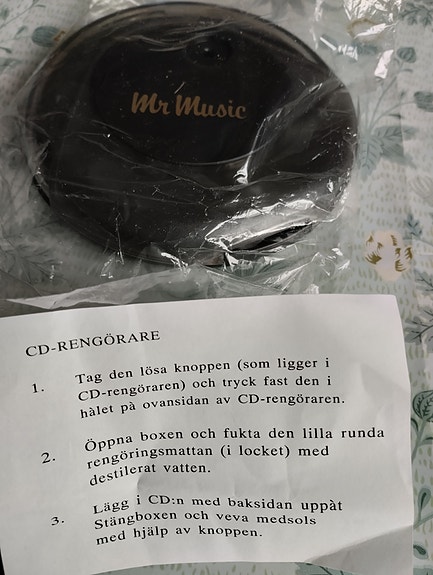 Mr Music
CD-RENGÖRARE
1. Tag den lösa knoppen (som ligger i
CD-rengöraren) och tryck fast den i
hàlet på ovansidan av CD-rengöraren.
2. Öppna boxen och fukta den lilla runda
rengöringsmattan (i locket) med
destilerat vatten.
3. Lägg i CD:n med baksidan uppàt
Stängboxen och veva medsols
med hjälp av knoppen.